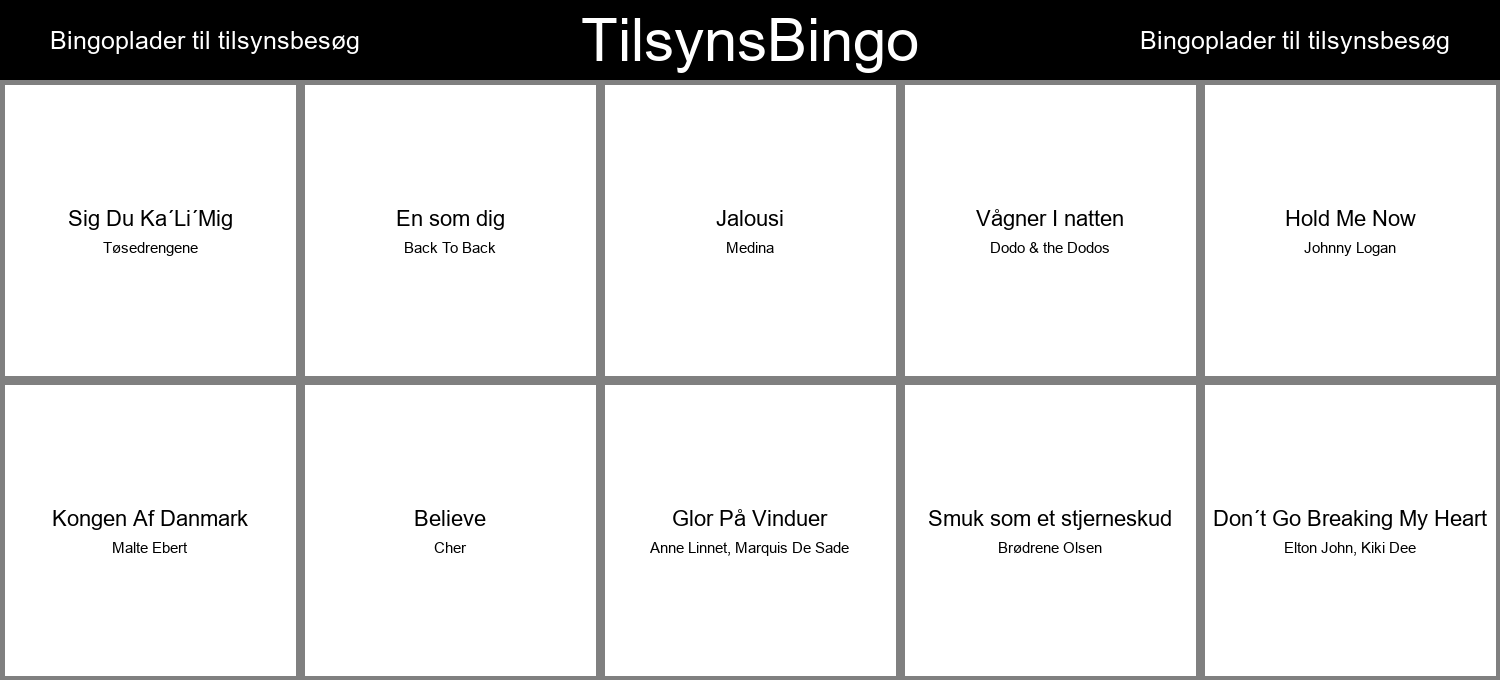 Bingoplader til tilsynsbesøg
TilsynsBingo
Bingoplader til tilsynsbesøg
Sig Du Ka´Li´Mig
Tøsedrengene
En som dig
Back To Back
Jalousi
Medina
Vågner I natten
Dodo & the Dodos
Hold Me Now
Johnny Logan
Kongen Af Danmark
Malte Ebert
Believe
Cher
Glor På Vinduer
Anne Linnet, Marquis De Sade
Smuk som et stjerneskud
Brødrene Olsen
Don´t Go Breaking My Heart
Elton John, Kiki Dee